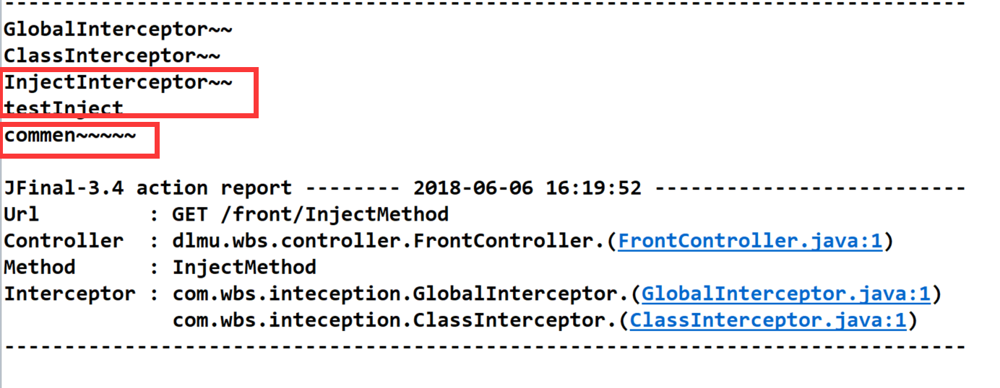 --------------------------------------------------------------------------------
GlobalInterceptor~~
ClassInterceptor~~
InjectInterceptor~~
testInject
commen~~~~~
JFinal-3.4 action report -------- 2018-06-06 16:19:52 --------------------------
Url         : GET /front/InjectMethod
Controller  : dlmu.wbs.controller.FrontController.(FrontController.java:1)
Method      : InjectMethod
Interceptor : com.wbs.inteception.GlobalInterceptor.(GlobalInterceptor.java:1)
              com.wbs.inteception.ClassInterceptor.(ClassInterceptor.java:1)
--------------------------------------------------------------------------------